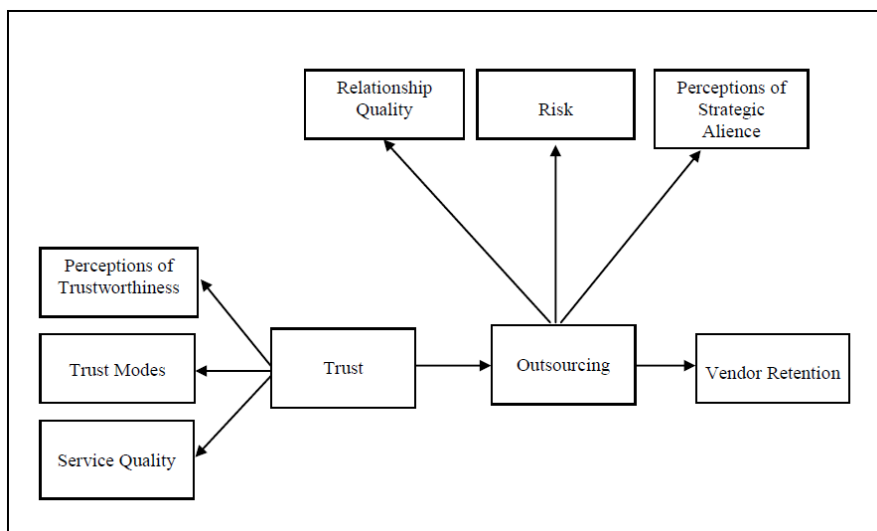 Relationship
Quality
Risk
Perceptions of
Strategic
Alience
Perceptions of
Trustworthiness
Trust Modes
Trust
Outsourcing
Vendor Retention
Service Quality